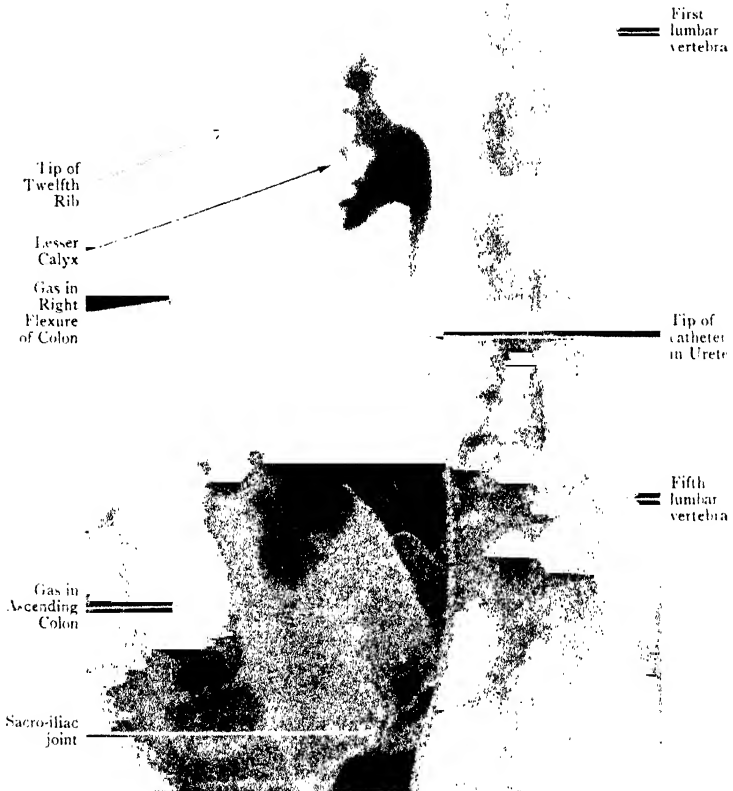 First
lumbar
vertebra
Tip of
Twelfth
Rib
Lesser
Calyx
Gas in
Right
Flexure
of Colon
Tip of
catheter
in Urete
Fifth
lumbar
vertebra
Gas in
Ascending
Colon
Sacro-iliac
joint